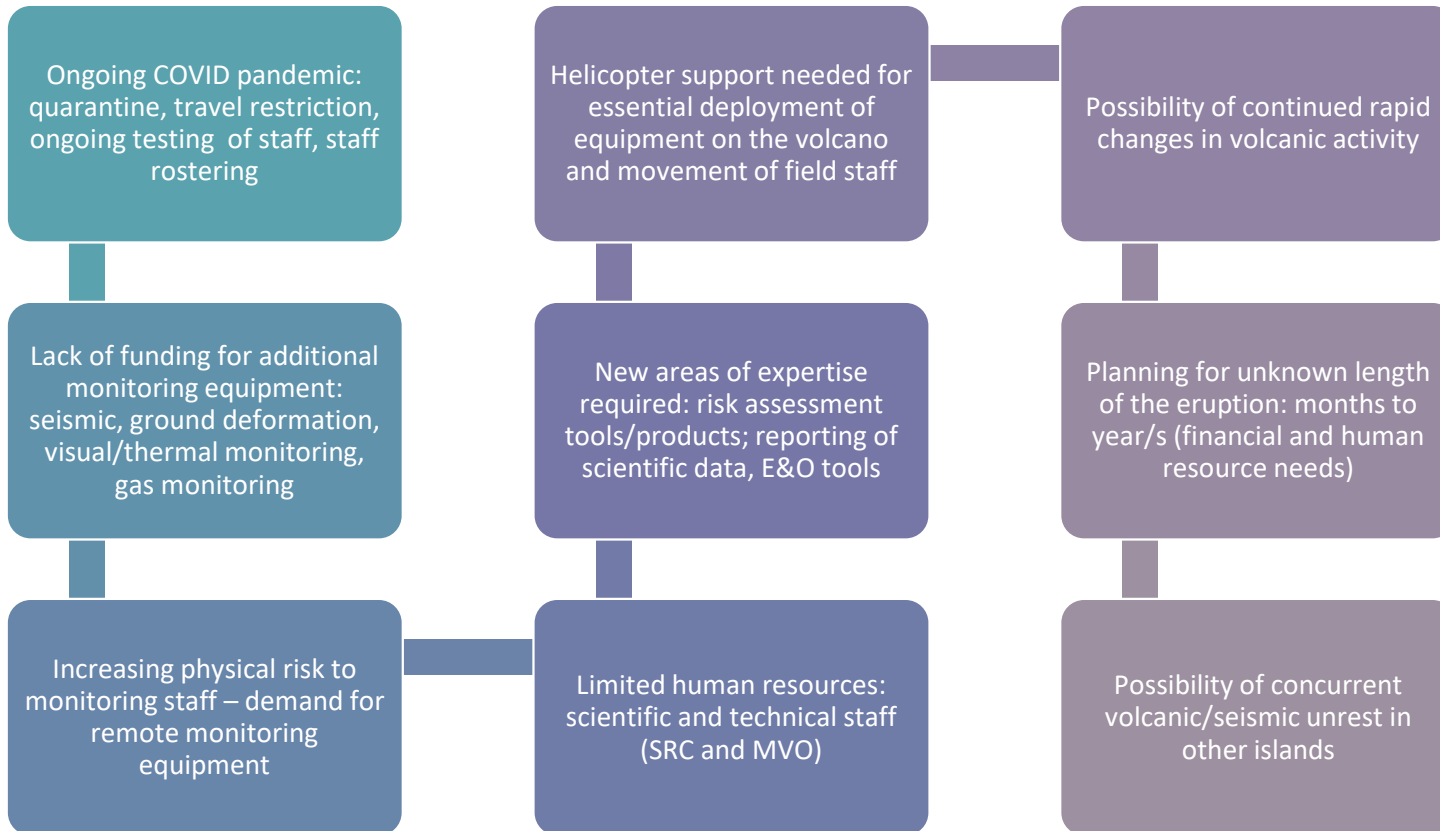 Ongoing COVID pandemic:
quarantine, travel restriction,
ongoing testing  of staff, staff
rostering
Lack of funding for additional
monitoring equipment:
seismic, ground deformation,
visual/thermal monitoring,
gas monitoring
Increasing physical risk to
monitoring staff – demand for
remote monitoring
equipment
Limited human resources:
scientific and technical staff
(SRC and MVO)
New areas of expertise
required: risk assessment
tools/products; reporting of
scientific data, E&O tools
Helicopter support needed for
essential deployment of
equipment on the volcano
and movement of field staff
Possibility of continued rapid
changes in volcanic activity
Planning for unknown length
of the eruption: months to
year/s (financial and human
resource needs)
Possibility of concurrent
volcanic/seismic unrest in
other islands